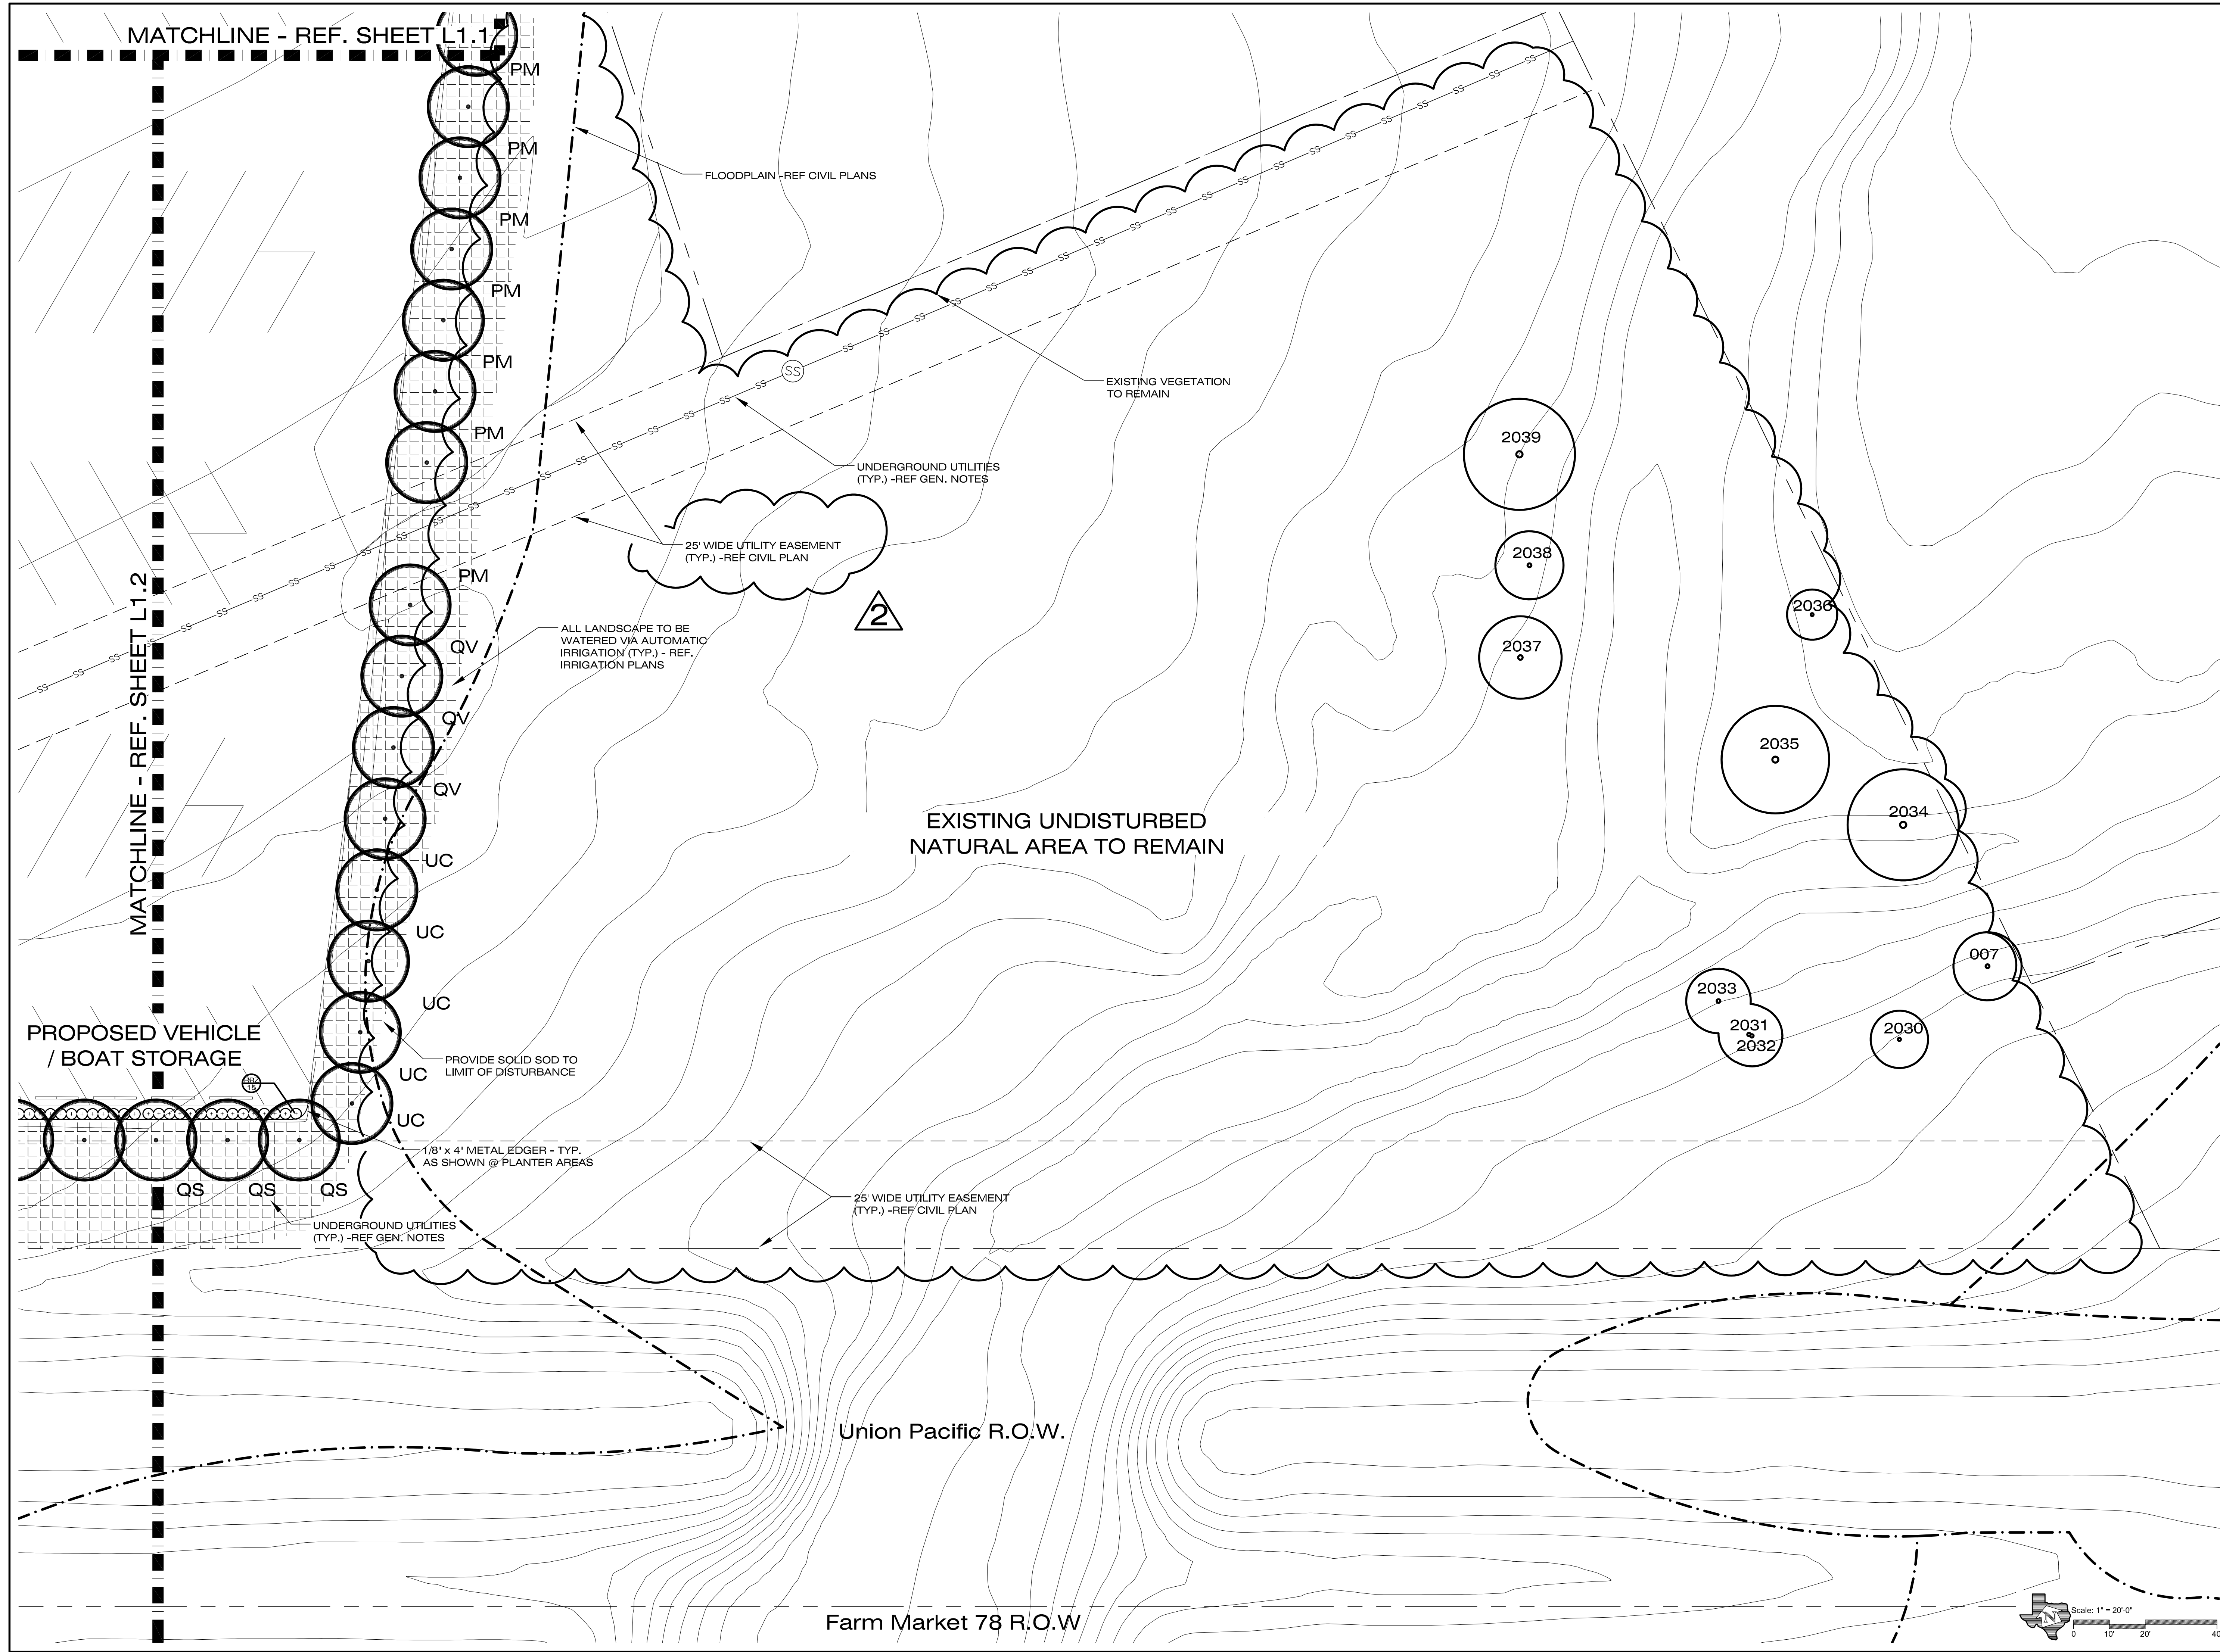 MATCHLINE - REF. SHEET L1.1
PM
PM
FLOODPLAIN -REF CIVIL PLANS
PM
PM
PM
EXISTING VEGETATION
TO REMAIN
SS
PM
2039
UNDERGROUND UTILITIES
(TYP.) -REF GEN. NOTES
25' WIDE UTILITY EASEMENT
(TYP.) -REF CIVIL PLAN
2038
PM
2
2036
MATCHLINE - REF. SHEET L1.2
ALL LANDSCAPE TO BE
WATERED VIA AUTOMATIC
IRRIGATION (TYP.) - REF.
IRRIGATION PLANS
QV
2037
QV
2035
QV
EXISTING UNDISTURBED
NATURAL AREA TO REMAIN
2034
UC
UC
007
2033
UC
2031
2032
2030
PROPOSED VEHICLE
/ BOAT STORAGE
PROVIDE SOLID SOD TO
LIMIT OF DISTURBANCE
UC
UC
1/8" x 4" METAL EDGER - TYP.
AS SHOWN @ PLANTER AREAS
QS
QS
QS
25' WIDE UTILITY EASEMENT
(TYP.) -REF CIVIL PLAN
UNDERGROUND UTILITIES
(TYP.) -REF GEN. NOTES
Union Pacific R.O.W.
Farm Market 78 R.O.W
N
Scale: 1" = 20'-0"
0 10' 20' 40